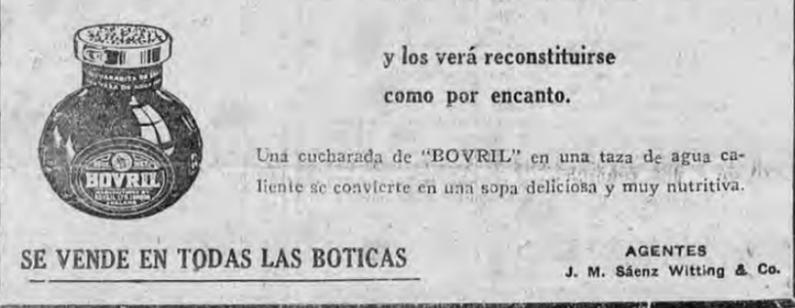 y los verá reconstituirse
como por encanto.
Una cucharada de "BOVRIL" en una taza de agua ca-
liente se convierte en una sopa deliciosa y muy nutritiva.
BOVRIL
SE VENDE EN TODAS LAS BOTICAS
AGENTES
J. M. Sáenz Witting & Co.